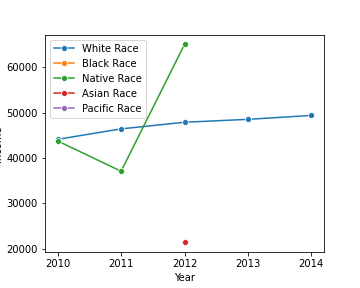 White Race
Black Race
Native Race
Asian Race
Pacific Race
60000
50000
40000
30000
20000
2010 2011 2012 2013 2014
Year